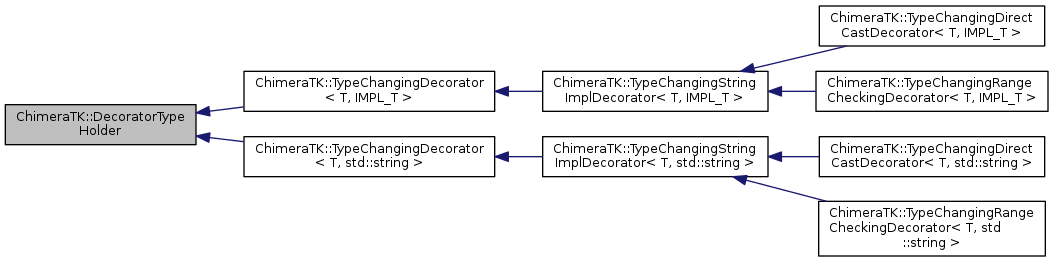 ChimeraTK::DecoratorType
Holder
ChimeraTK::TypeChangingDecorator
< T, IMPL_T >
ChimeraTK::TypeChangingDecorator
< T, std::string >
ChimeraTK::TypeChangingString
ImplDecorator< T, IMPL_T >
ChimeraTK::TypeChangingString
ImplDecorator< T, std::string >
ChimeraTK::TypeChangingDirect
CastDecorator< T, IMPL_T >
ChimeraTK::TypeChangingRange
CheckingDecorator< T, IMPL_T >
ChimeraTK::TypeChangingDirect
CastDecorator< T, std::string >
ChimeraTK::TypeChangingRange
CheckingDecorator< T, std
::string >